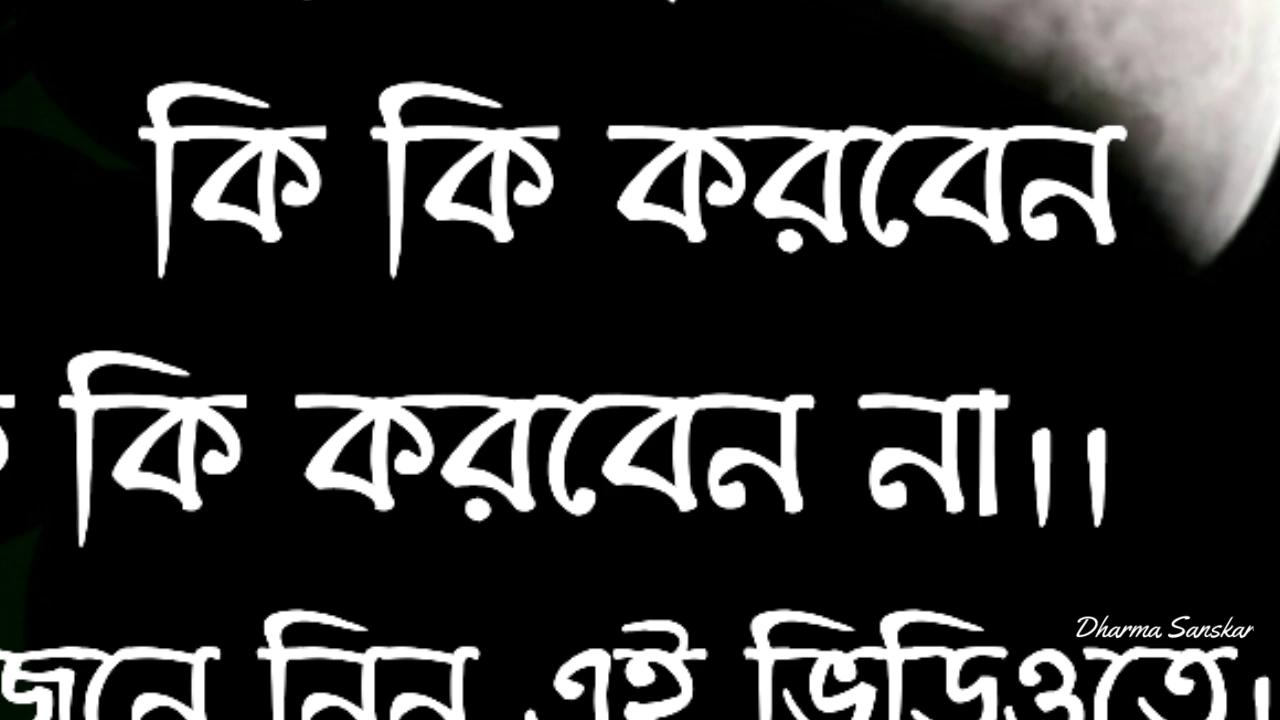 কি কি করবেন
কি করবেন না।।
জেনে নিন এই ভিডিওতে।
Dharma Sanskar